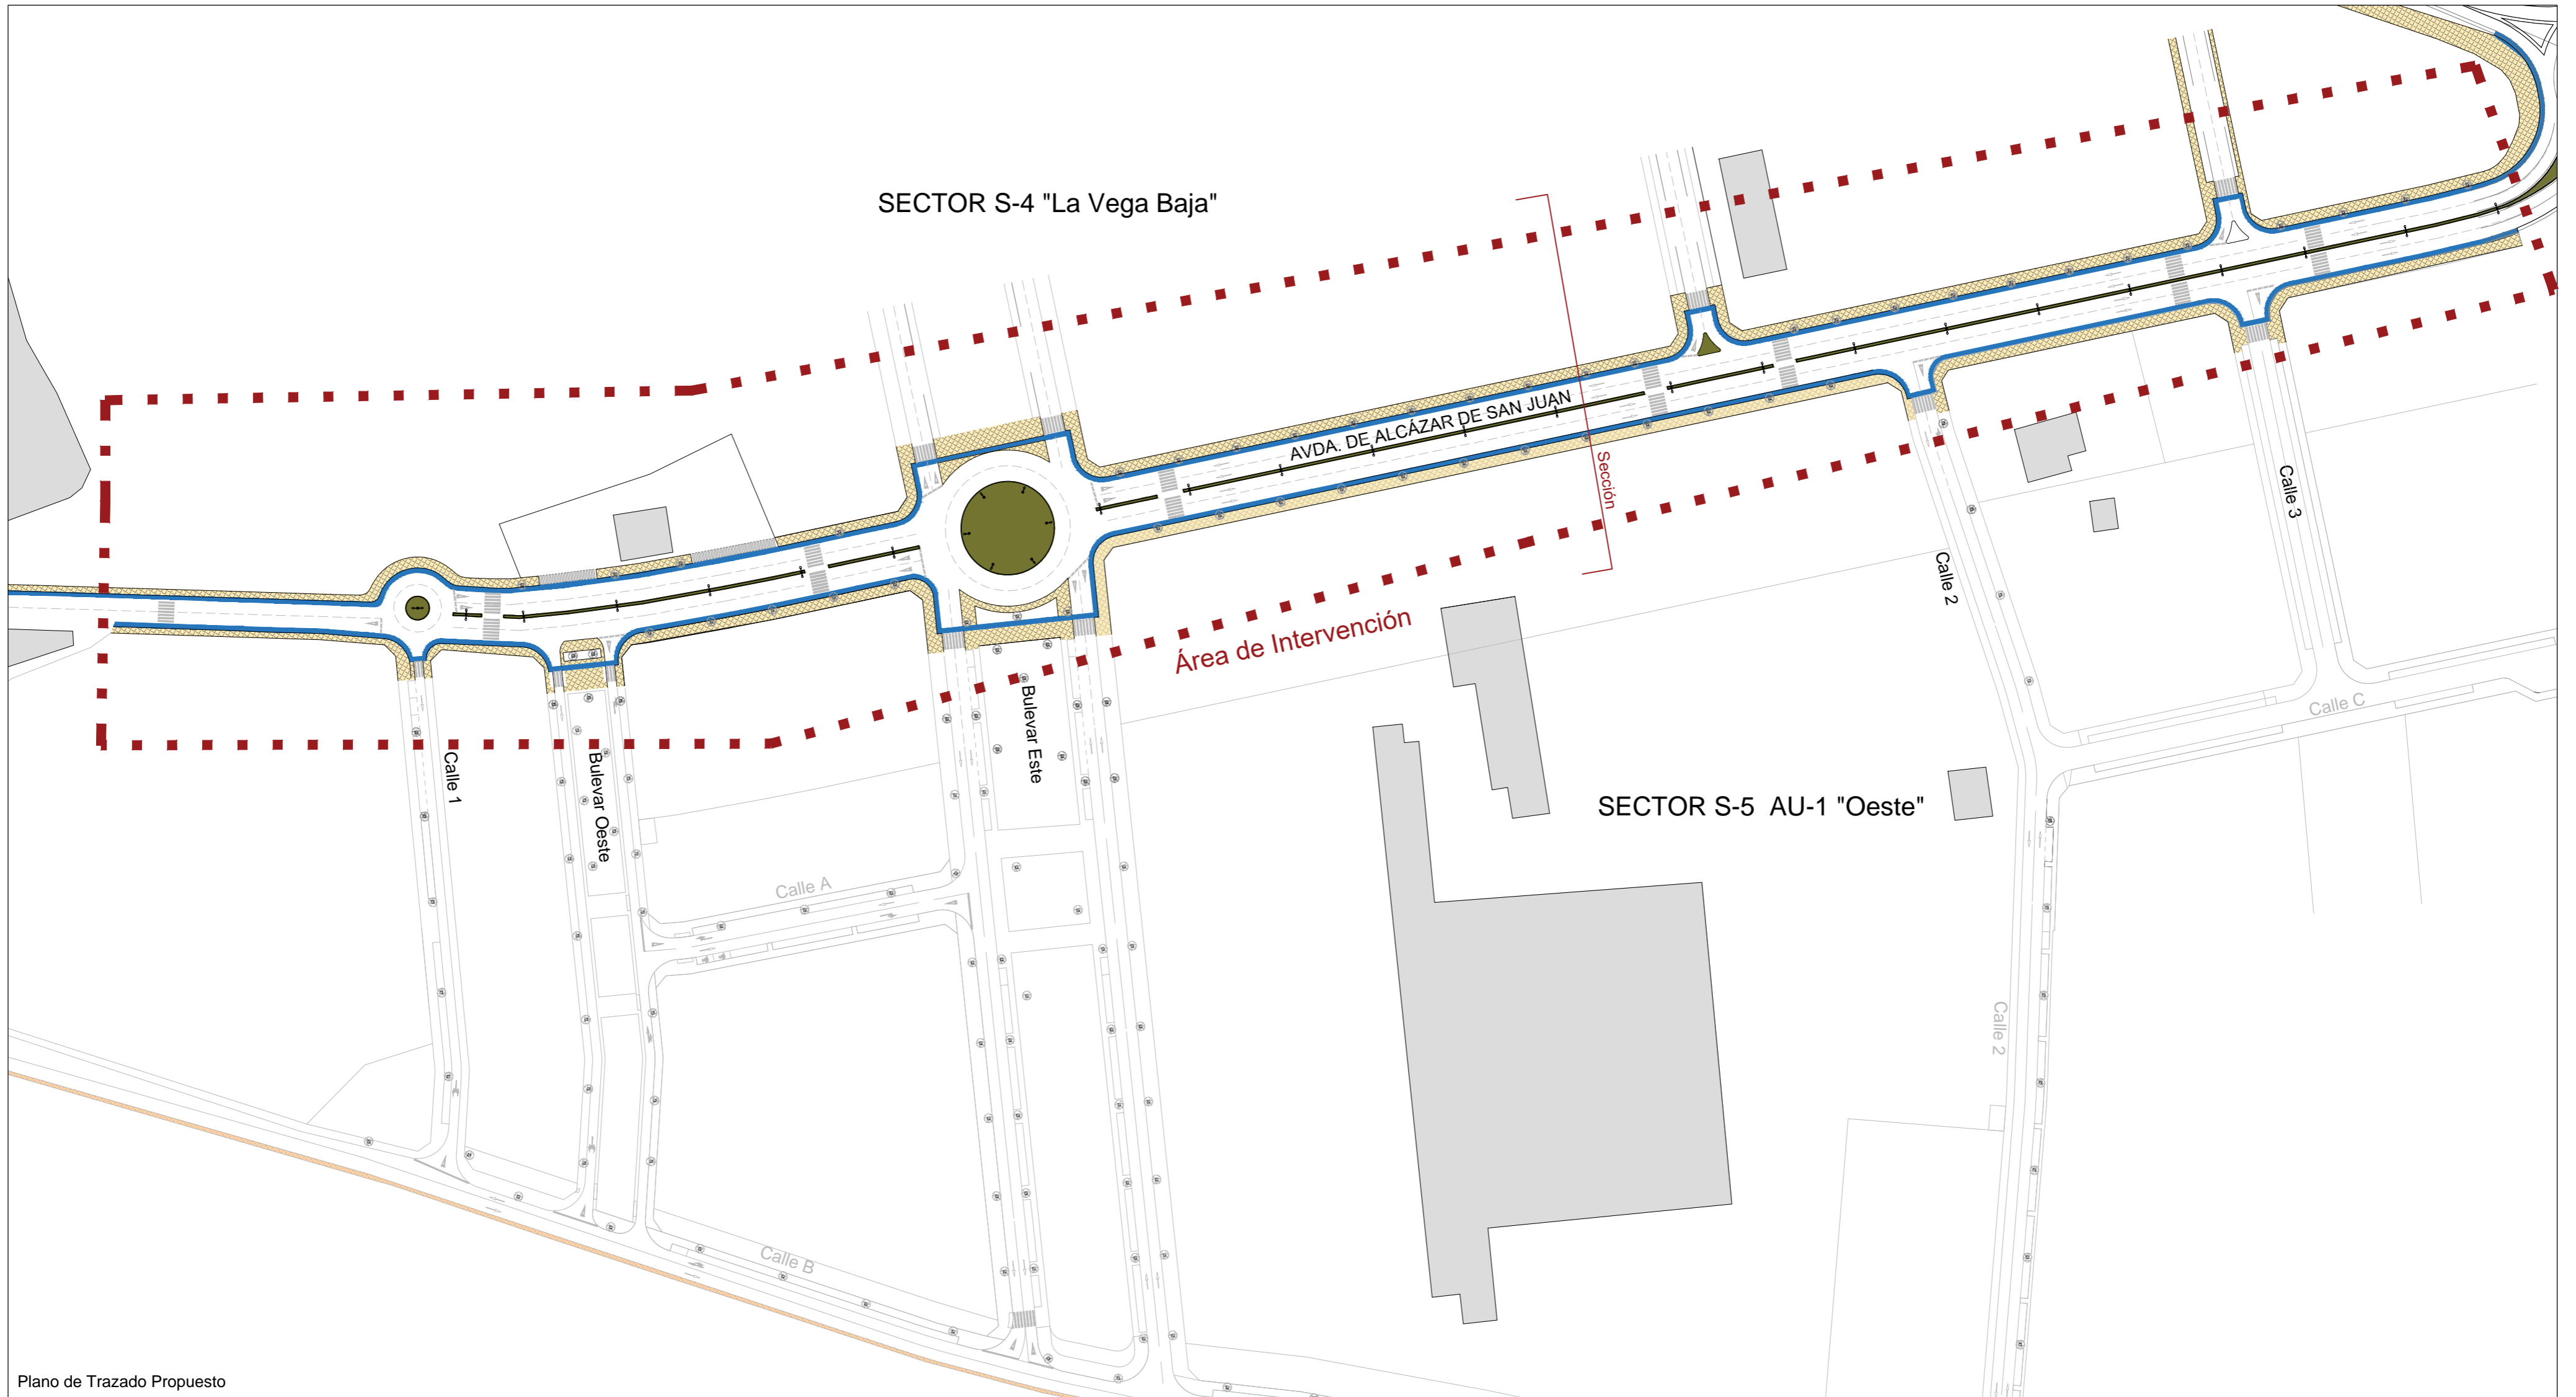 SECTOR S-4 "La Vega Baja"
AVDA. DE ALCÁZAR DE SAN JUAN
Sección
Calle 3
Calle 2
Área de Intervención
Bulevar Este
Calle 1
Bulevar Oeste
Calle C
SECTOR S-5 AU-1 "Oeste"
Calle A
Calle 2
Calle B
Plano de Trazado Propuesto